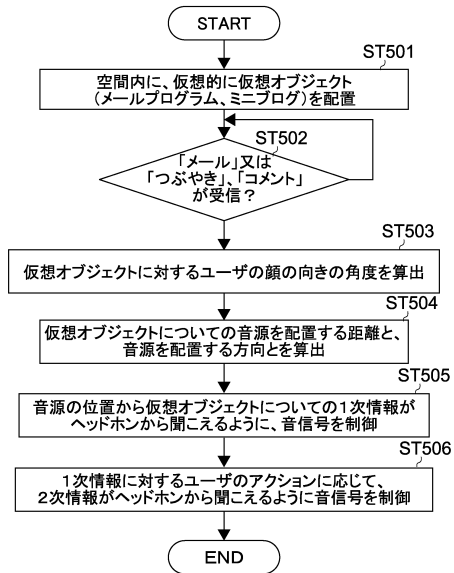 START
ST501
空間内に、仮想的に仮想オブジェクト
(メールプログラム、ミニブログ)を配置
ST502
「メール」又は
「つぶやき」、「コメント」
が受信?
ST503
仮想オブジェクトに対するユーザの顔の向きの角度を算出
ST504
仮想オブジェクトについての音源を配置する距離と、
音源を配置する方向とを算出
ST505
音源の位置から仮想オブジェクトについての1次情報が
ヘッドホンから聞こえるように、音信号を制御
ST506
1次情報に対するユーザのアクションに応じて、
2次情報がヘッドホンから聞こえるように音信号を制御
END